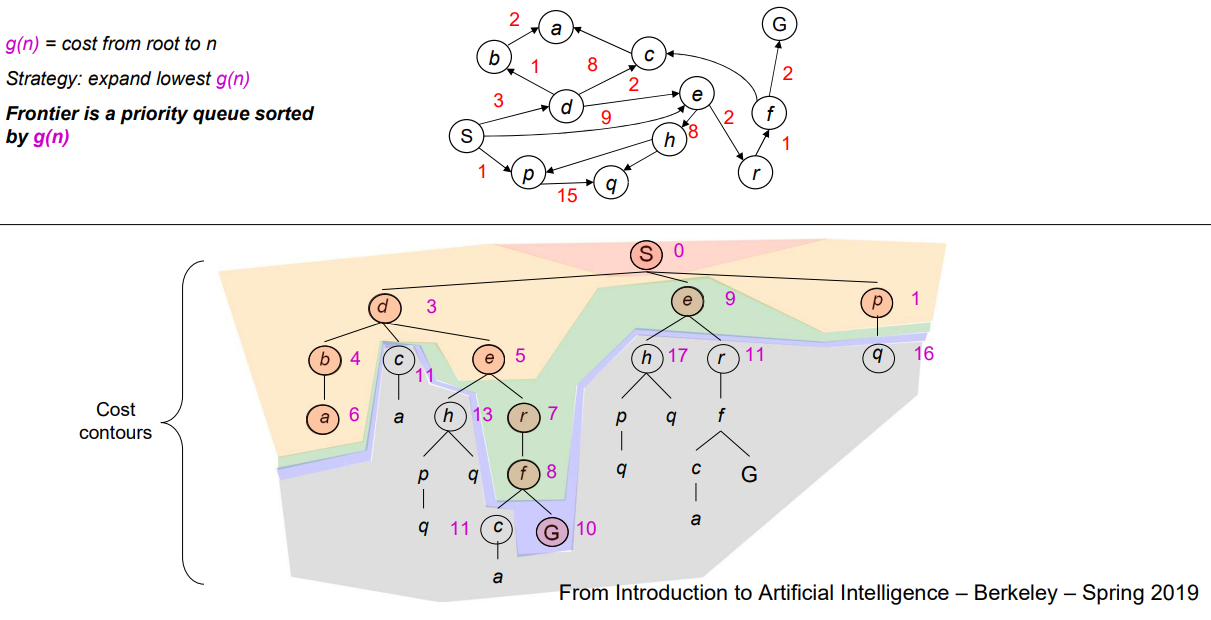 g(n) = cost from root to n
Strategy: expand lowest g(n)
Frontier is a priority queue sorted
by g(n)
2
a
G
b
c
1
8
2
2
3
d
e
9
2
f
S
h
8
1
1
p
q
r
15
S
0
d
3
e
9
p
1
b
4
c
11
e
5
h
17
r
11
q
16
a
6
a
h
13
r
7
p
q
f
p
q
f
8
q
c
G
q
11
c
G
10
a
a
Cost
contours
From Introduction to Artificial Intelligence – Berkeley – Spring 2019